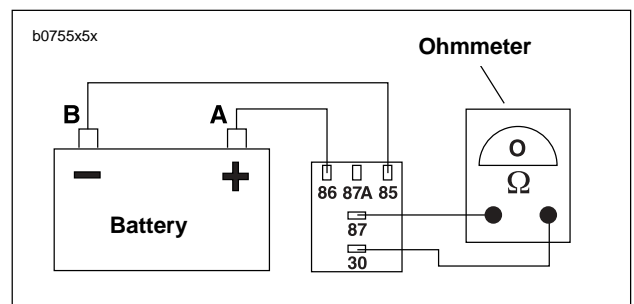 b0755x5x
Ohmmeter
B A
− +
Battery
86 87A 85
87
30
O
Ω